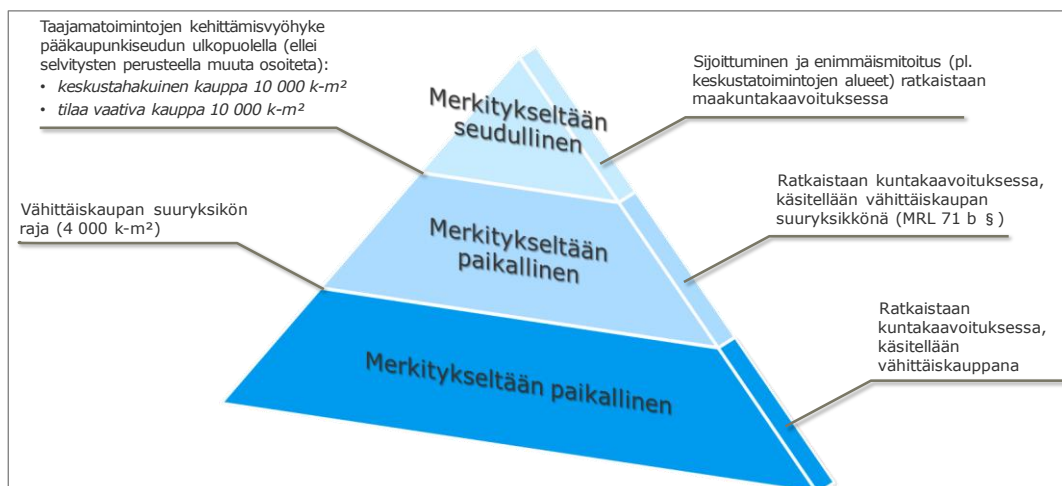 Taajamatoimintojen kehittämisvyöhyke
pääkaupunkiseudun ulkopuolella (ellei
selvitysten perusteella muuta osoiteta):
• keskustahakuinen kauppa 10 000 k-m²
• tilaa vaativa kauppa 10 000 k-m²
Merkitykseltään
seudullinen
Sijoittuminen ja enimmäismitoitus (pl.
keskustatoimintojen alueet) ratkaistaan
maakuntakaavoituksessa
Vähittäiskaupan suuryksikön
raja (4 000 k-m²)
Merkitykseltään
paikallinen
Ratkaistaan kuntakaavoituksessa,
käsitellään vähittäiskaupan
suuryksikkönä (MRL 71 b §)
Merkitykseltään paikallinen
Ratkaistaan
kuntakaavoituksessa,
käsitellään
vähittäiskauppana